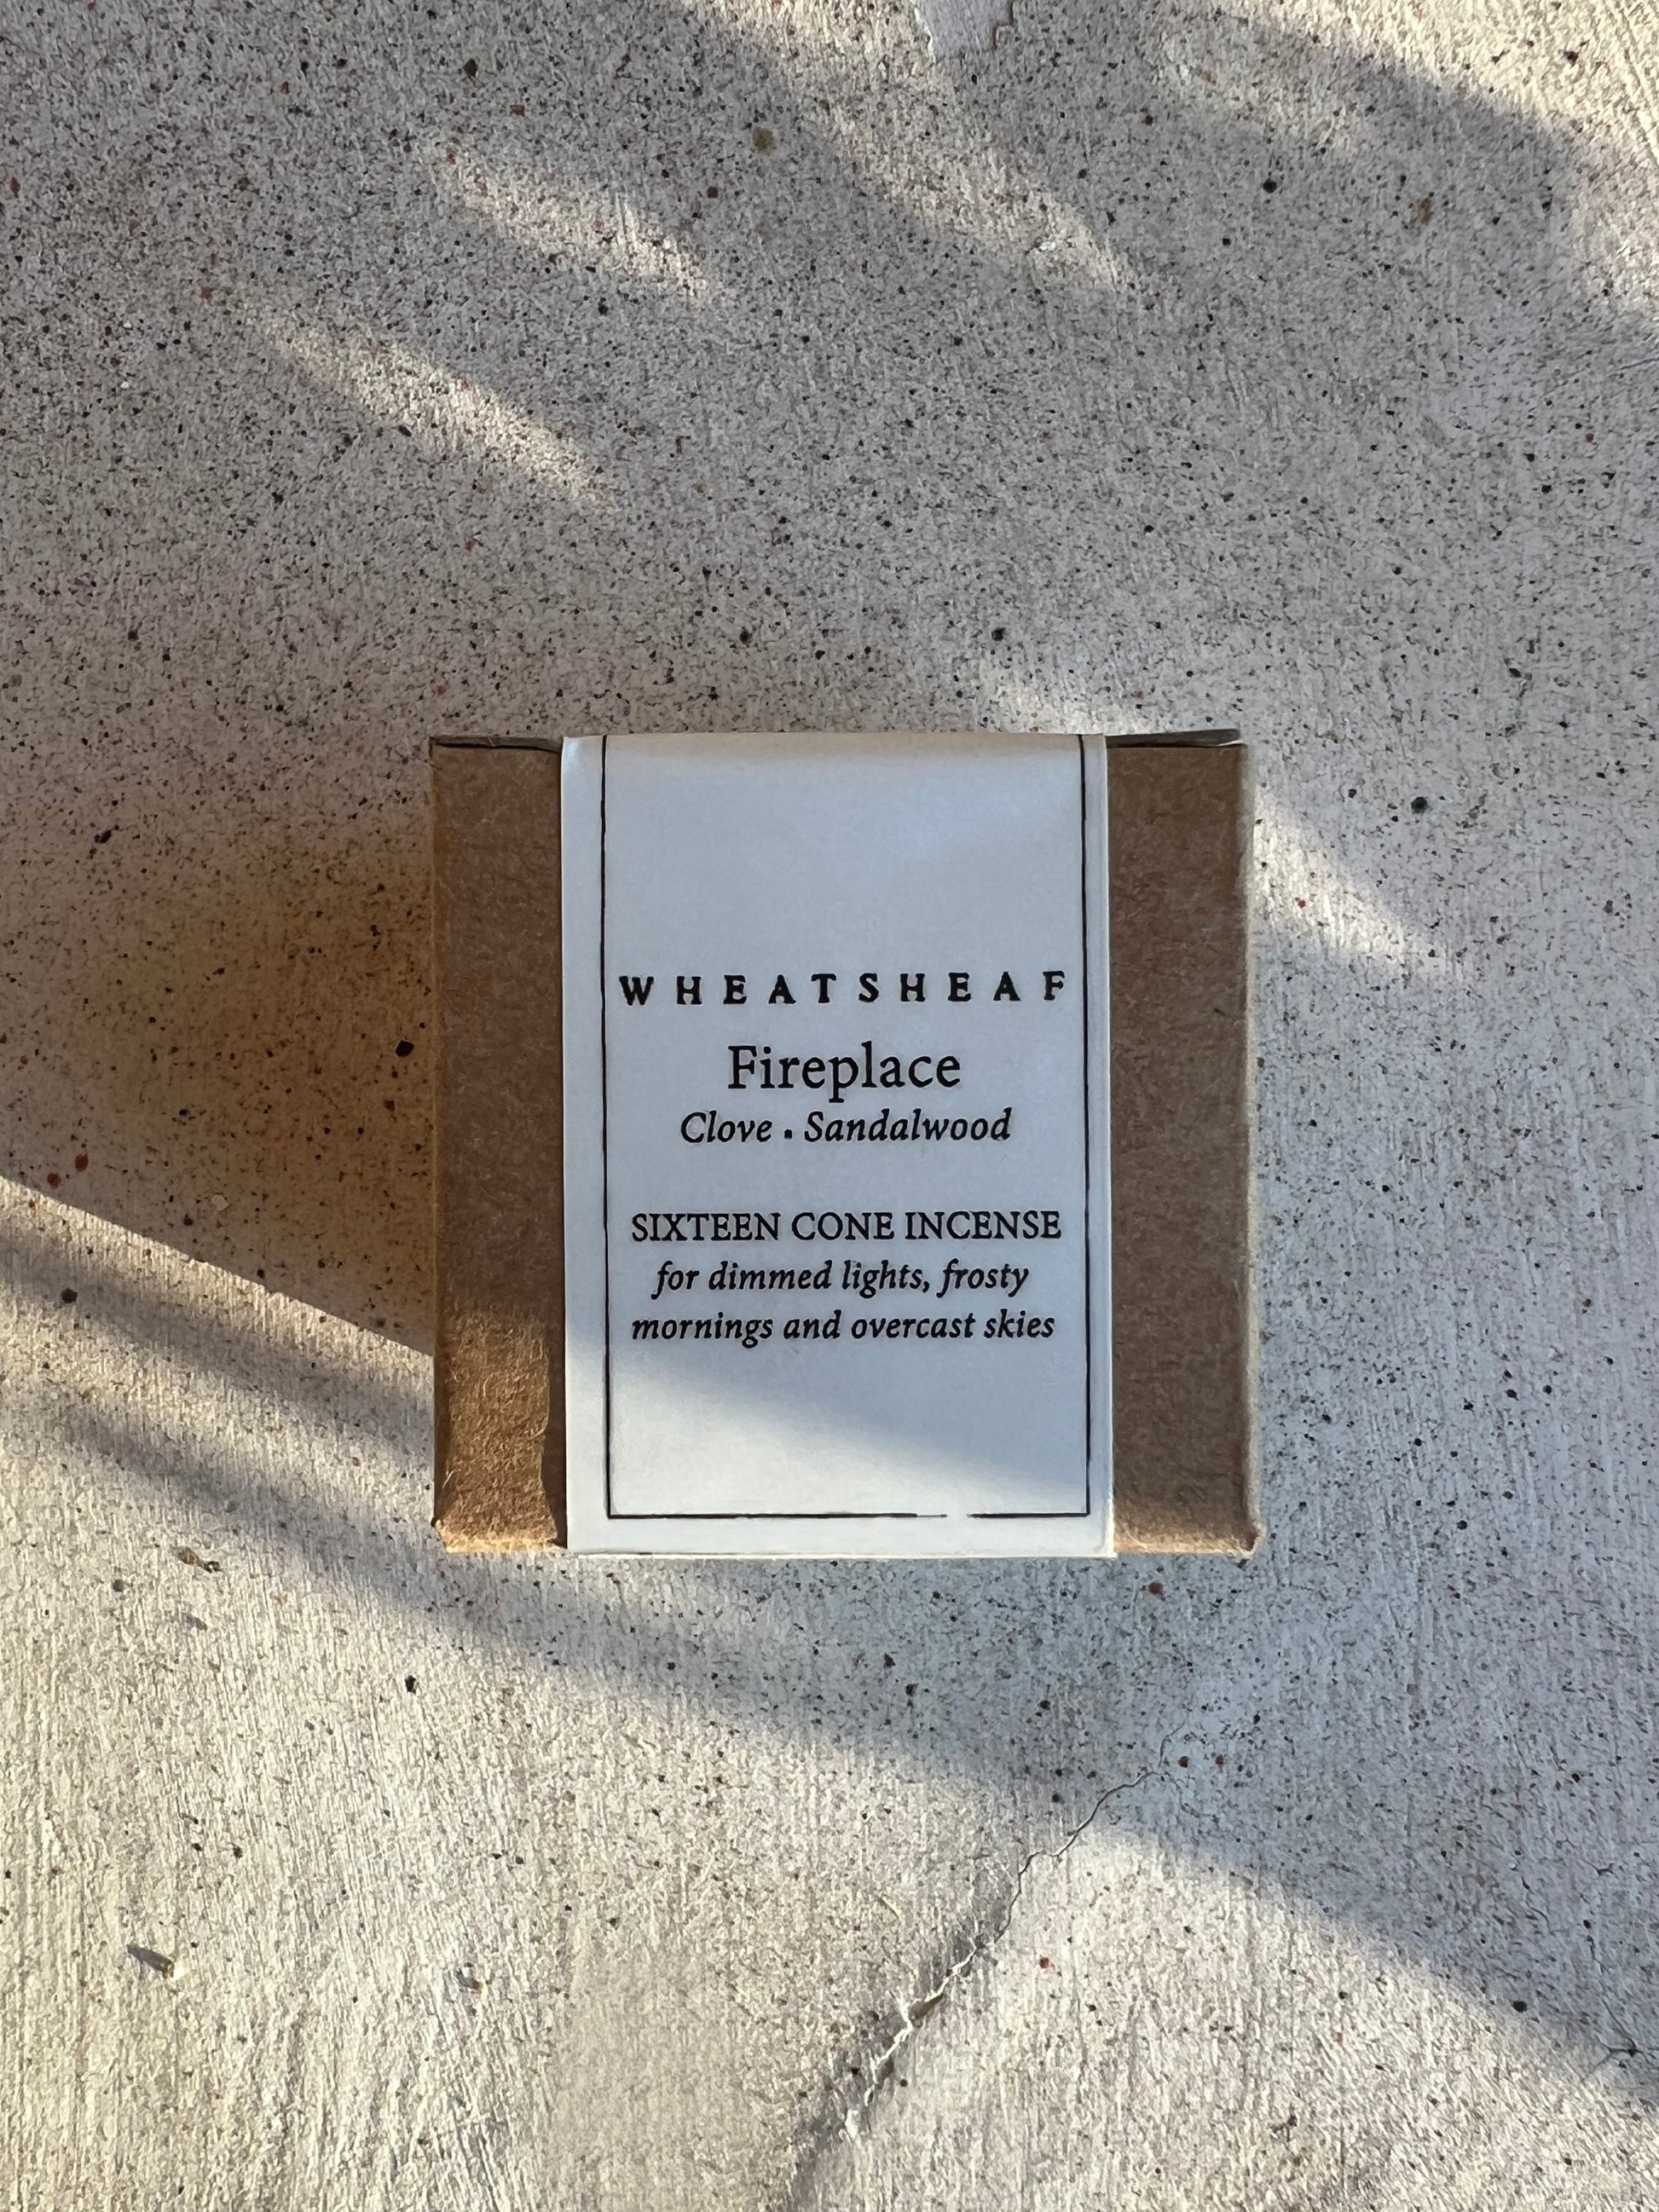 WHEATSHEAF
Fireplace
Clove · Sandalwood
SIXTEEN CONE INCENSE
for dimmed lights, frosty
mornings and overcast skies